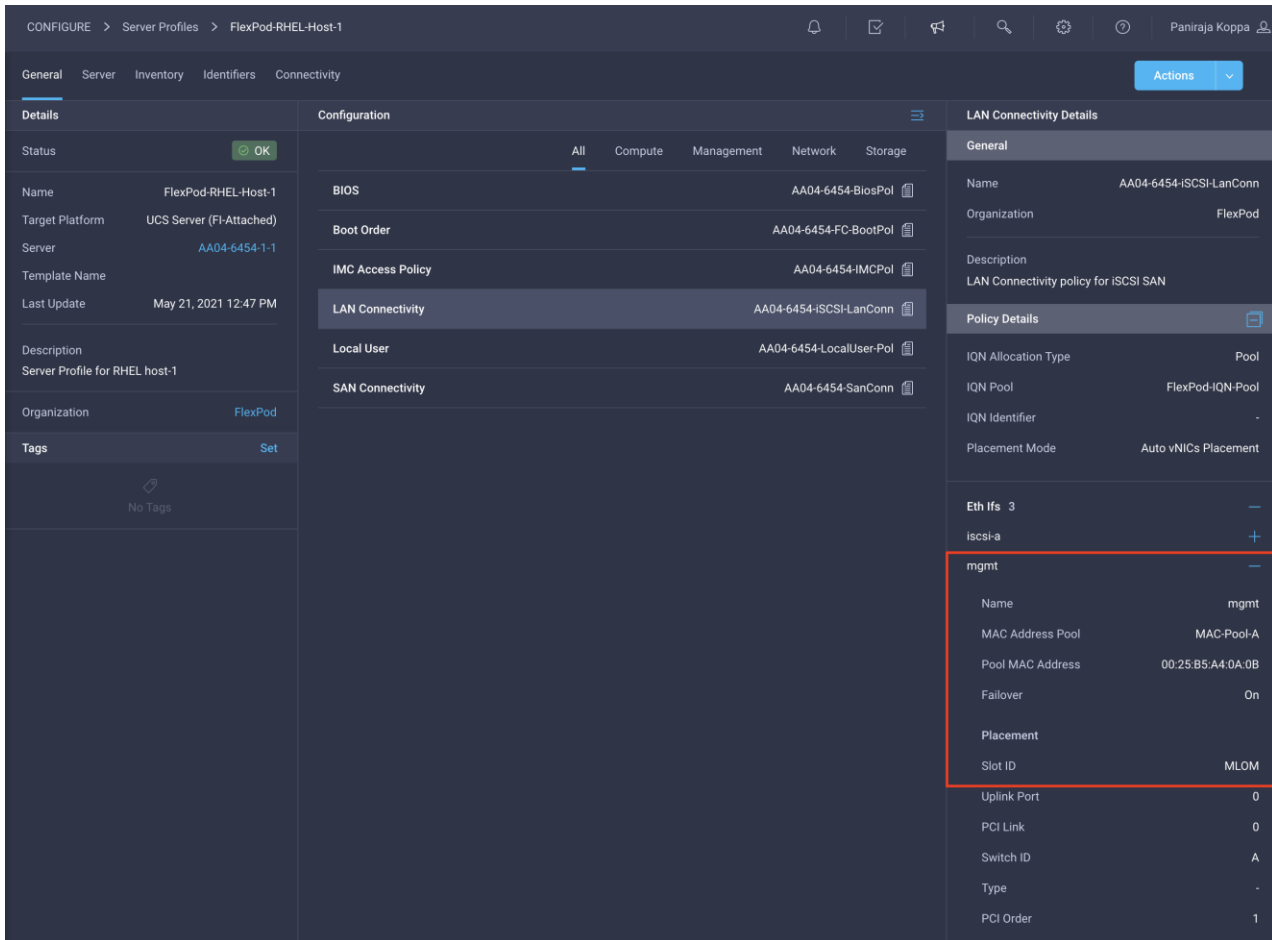 CONFIGURE > Server Profiles > FlexPod-RHEL-Host-1
Paniraja Koppa
General Server Inventory Identifiers Connectivity
Actions
Details
Status OK
Name FlexPod-RHEL-Host-1
Target Platform UCS Server (FI-Attached)
Server AA04-6454-1-1
Template Name
Last Update May 21, 2021 12:47 PM
Description
Server Profile for RHEL host-1
Organization FlexPod
Tags Set
No Tags
Configuration
All Compute Management Network Storage
BIOS AA04-6454-BiosPol
Boot Order AA04-6454-FC-BootPol
IMC Access Policy AA04-6454-IMCPol
LAN Connectivity AA04-6454-iSCSI-LanConn
Local User AA04-6454-LocalUser-Pol
SAN Connectivity AA04-6454-SanConn
LAN Connectivity Details
General
Name AA04-6454-iSCSI-LanConn
Organization FlexPod
Description
LAN Connectivity policy for iSCSI SAN
Policy Details
IQN Allocation Type Pool
IQN Pool FlexPod-IQN-Pool
IQN Identifier -
Placement Mode Auto vNICs Placement
Eth Ifs 3
iscsi-a
mgmt
Name mgmt
MAC Address Pool MAC-Pool-A
Pool MAC Address 00:25:B5:A4:0A:0B
Failover On
Placement
Slot ID MLOM
Uplink Port 0
PCI Link 0
Switch ID A
Type -
PCI Order 1